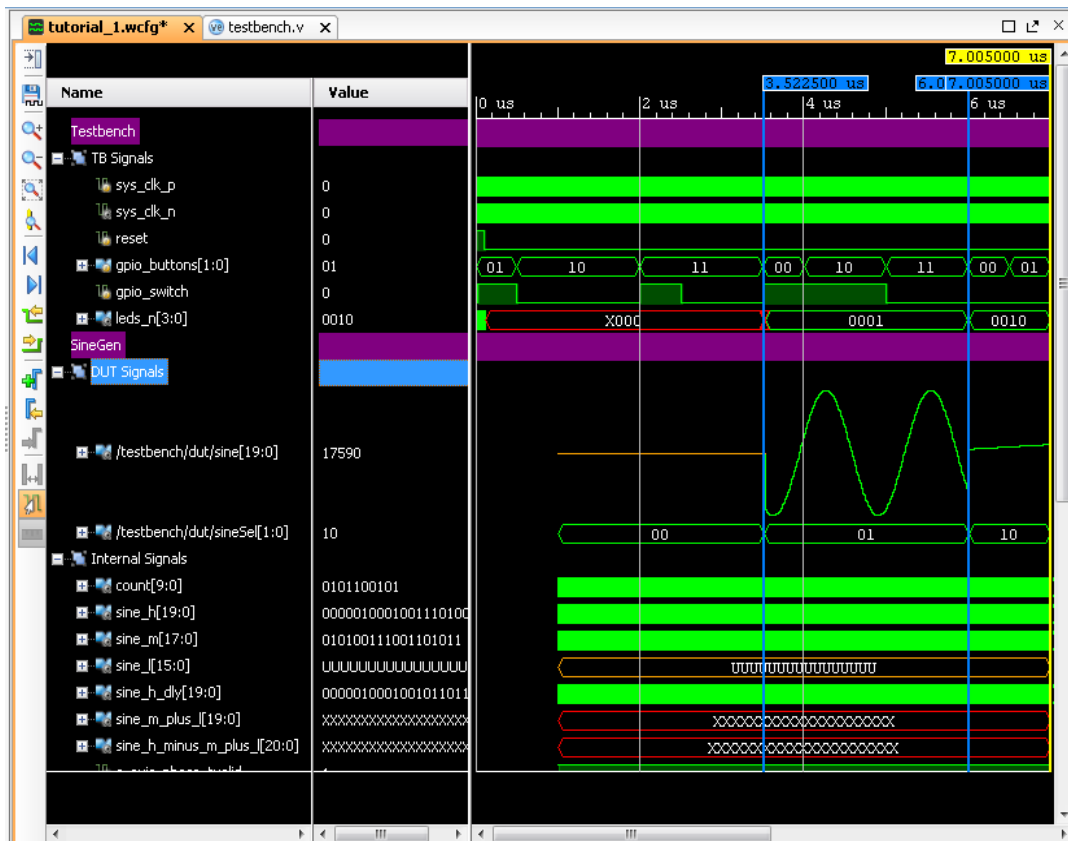 tutorial_1.wcfg* testbench.v
7.005000 us
3.522500 us 6.0 7.005000 us
Name Value
0 us 2 us 4 us 6 us
Testbench
TB Signals
sys_clk_p 0
sys_clk_n 0
reset 0
gpio_buttons[1:0] 01 01 10 11 00 10 11 00 01
gpio_switch 0
leds_n[3:0] 0010 X000 0001 0010
SineGen
DUT Signals
/testbench/dut/sine[19:0] 17590
/testbench/dut/sineSel[1:0] 10 00 01 10
Internal Signals
count[9:0] 0101100101
sine_h[19:0] 0000010001001110100
sine_m[17:0] 010100111001101011
sine_l[15:0] UUUUUUUUUUUUUUUU UUUUUUUUUUUUUUUU
sine_h_dly[19:0] 0000010001001011011
sine_m_plus_l[19:0] XXXXXXXXXXXXXXXXXXX XXXXXXXXXXXXXXXXXXXX
sine_h_minus_m_plus_l[20:0] XXXXXXXXXXXXXXXXXXX XXXXXXXXXXXXXXXXXXXXX